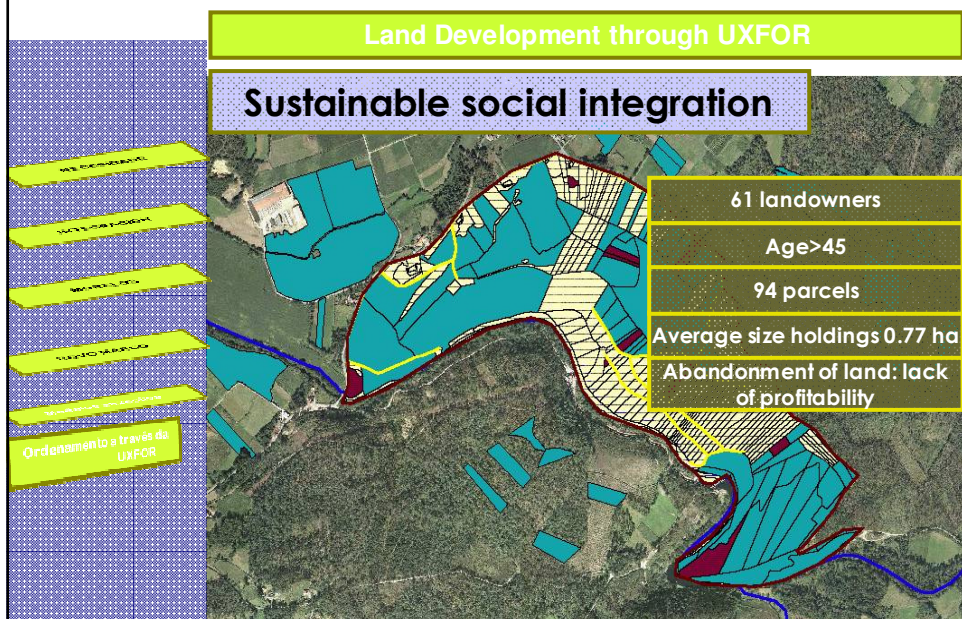 Land Development through UXFOR
Sustainable social integration
61 landowners
Age>45
94 parcels
Average size holdings 0.77 ha
Abandonment of land: lack
of profitability
Ordenamento a través da
UXFOR